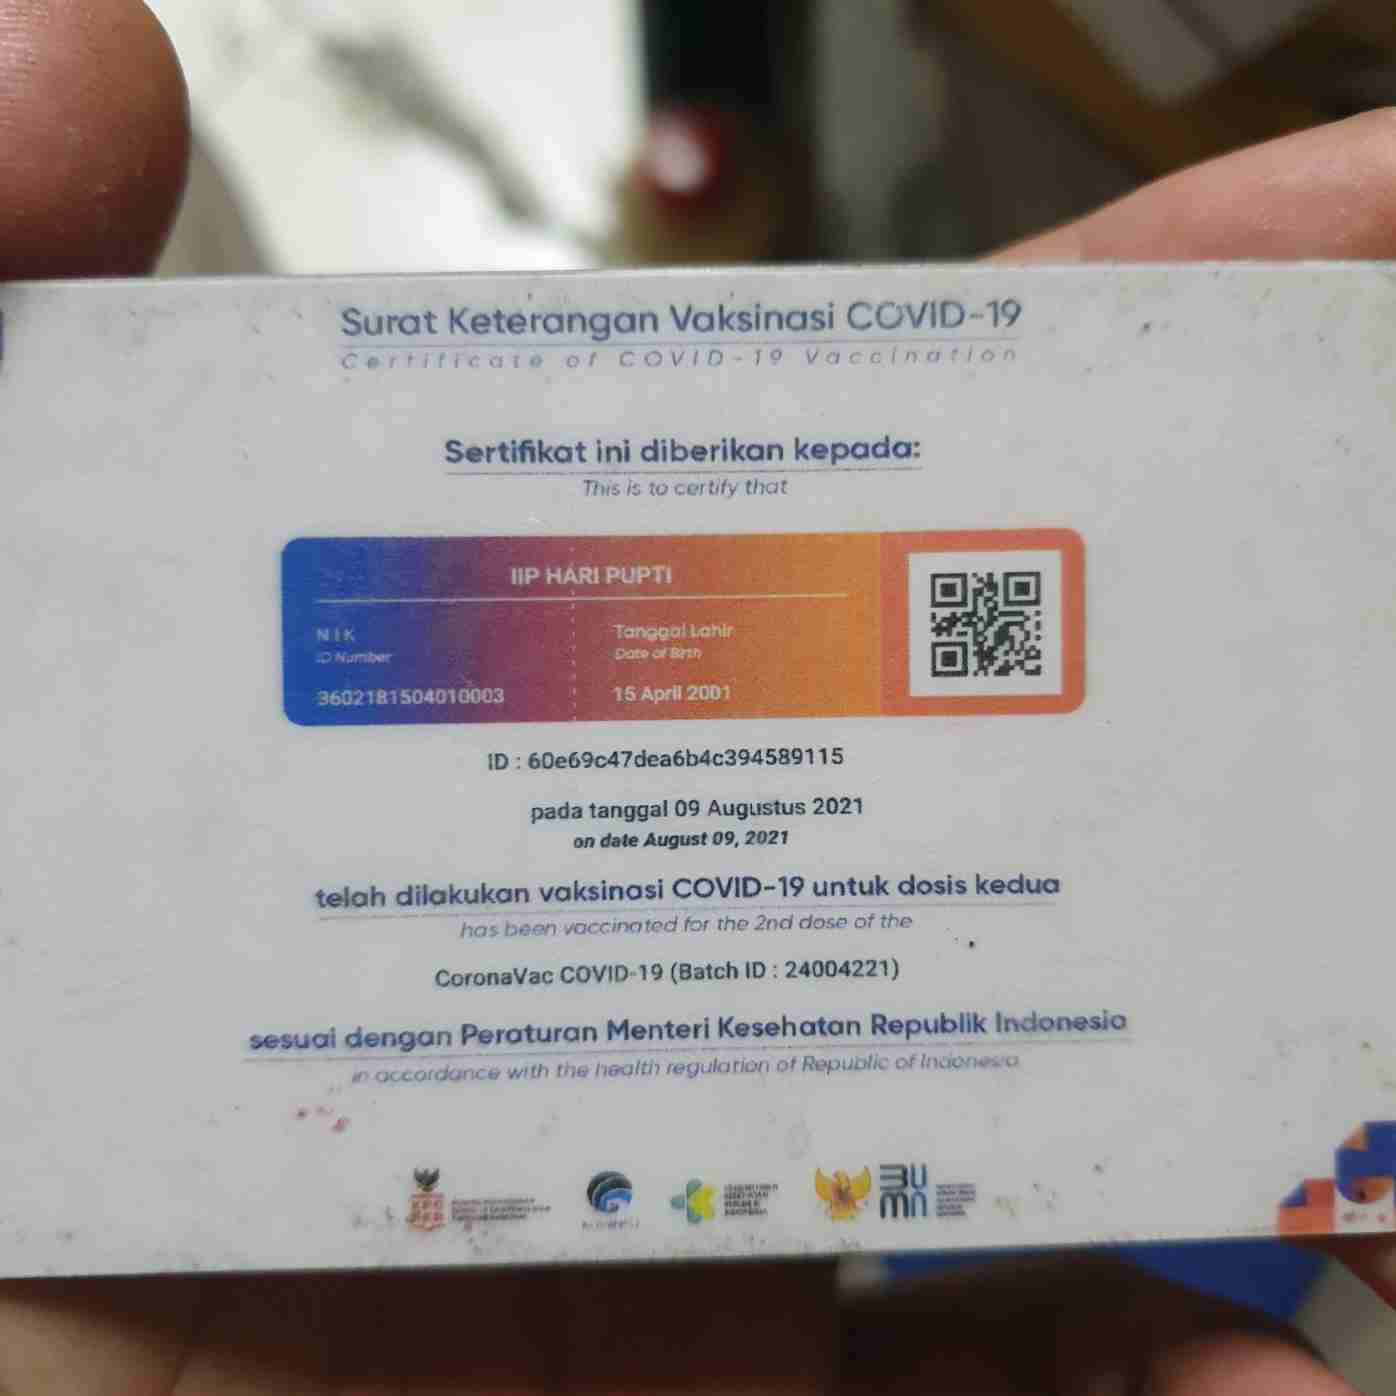 Surat Keterangan Vaksinasi COVID-19
Certificate of COVID-19 Vaccination
Sertifikat ini diberikan kepada:
This is to certify that
IIP HARI PUPTI
NIK
ID Number
3602181504010003
Tanggal Lahir
Date of Birth
15 April 2001
ID : 60e69c47dea6b4c394589115
pada tanggal 09 Augustus 2021
on date August 09, 2021
telah dilakukan vaksinasi COVID-19 untuk dosis kedua
has been vaccinated for the 2nd dose of the
CoronaVac COVID-19 (Batch ID : 24004221)
sesuai dengan Peraturan Menteri Kesehatan Republik Indonesia
in accordance with the health regulation of Republic of Indonesia
BUMN